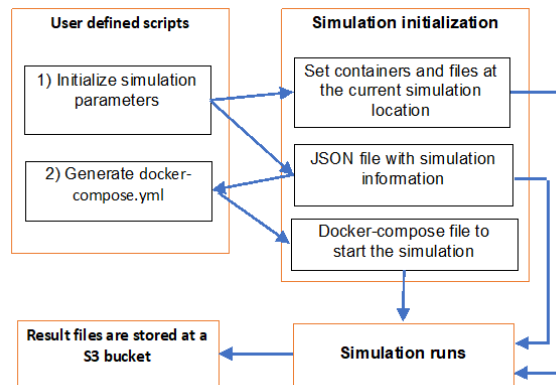 User defined scripts
1) Initialize simulation
parameters
2) Generate docker-
compose.yml
Simulation initialization
Set containers and files at
the current simulation
location
JSON file with simulation
information
Docker-compose file to
start the simulation
Result files are stored at a
S3 bucket
Simulation runs